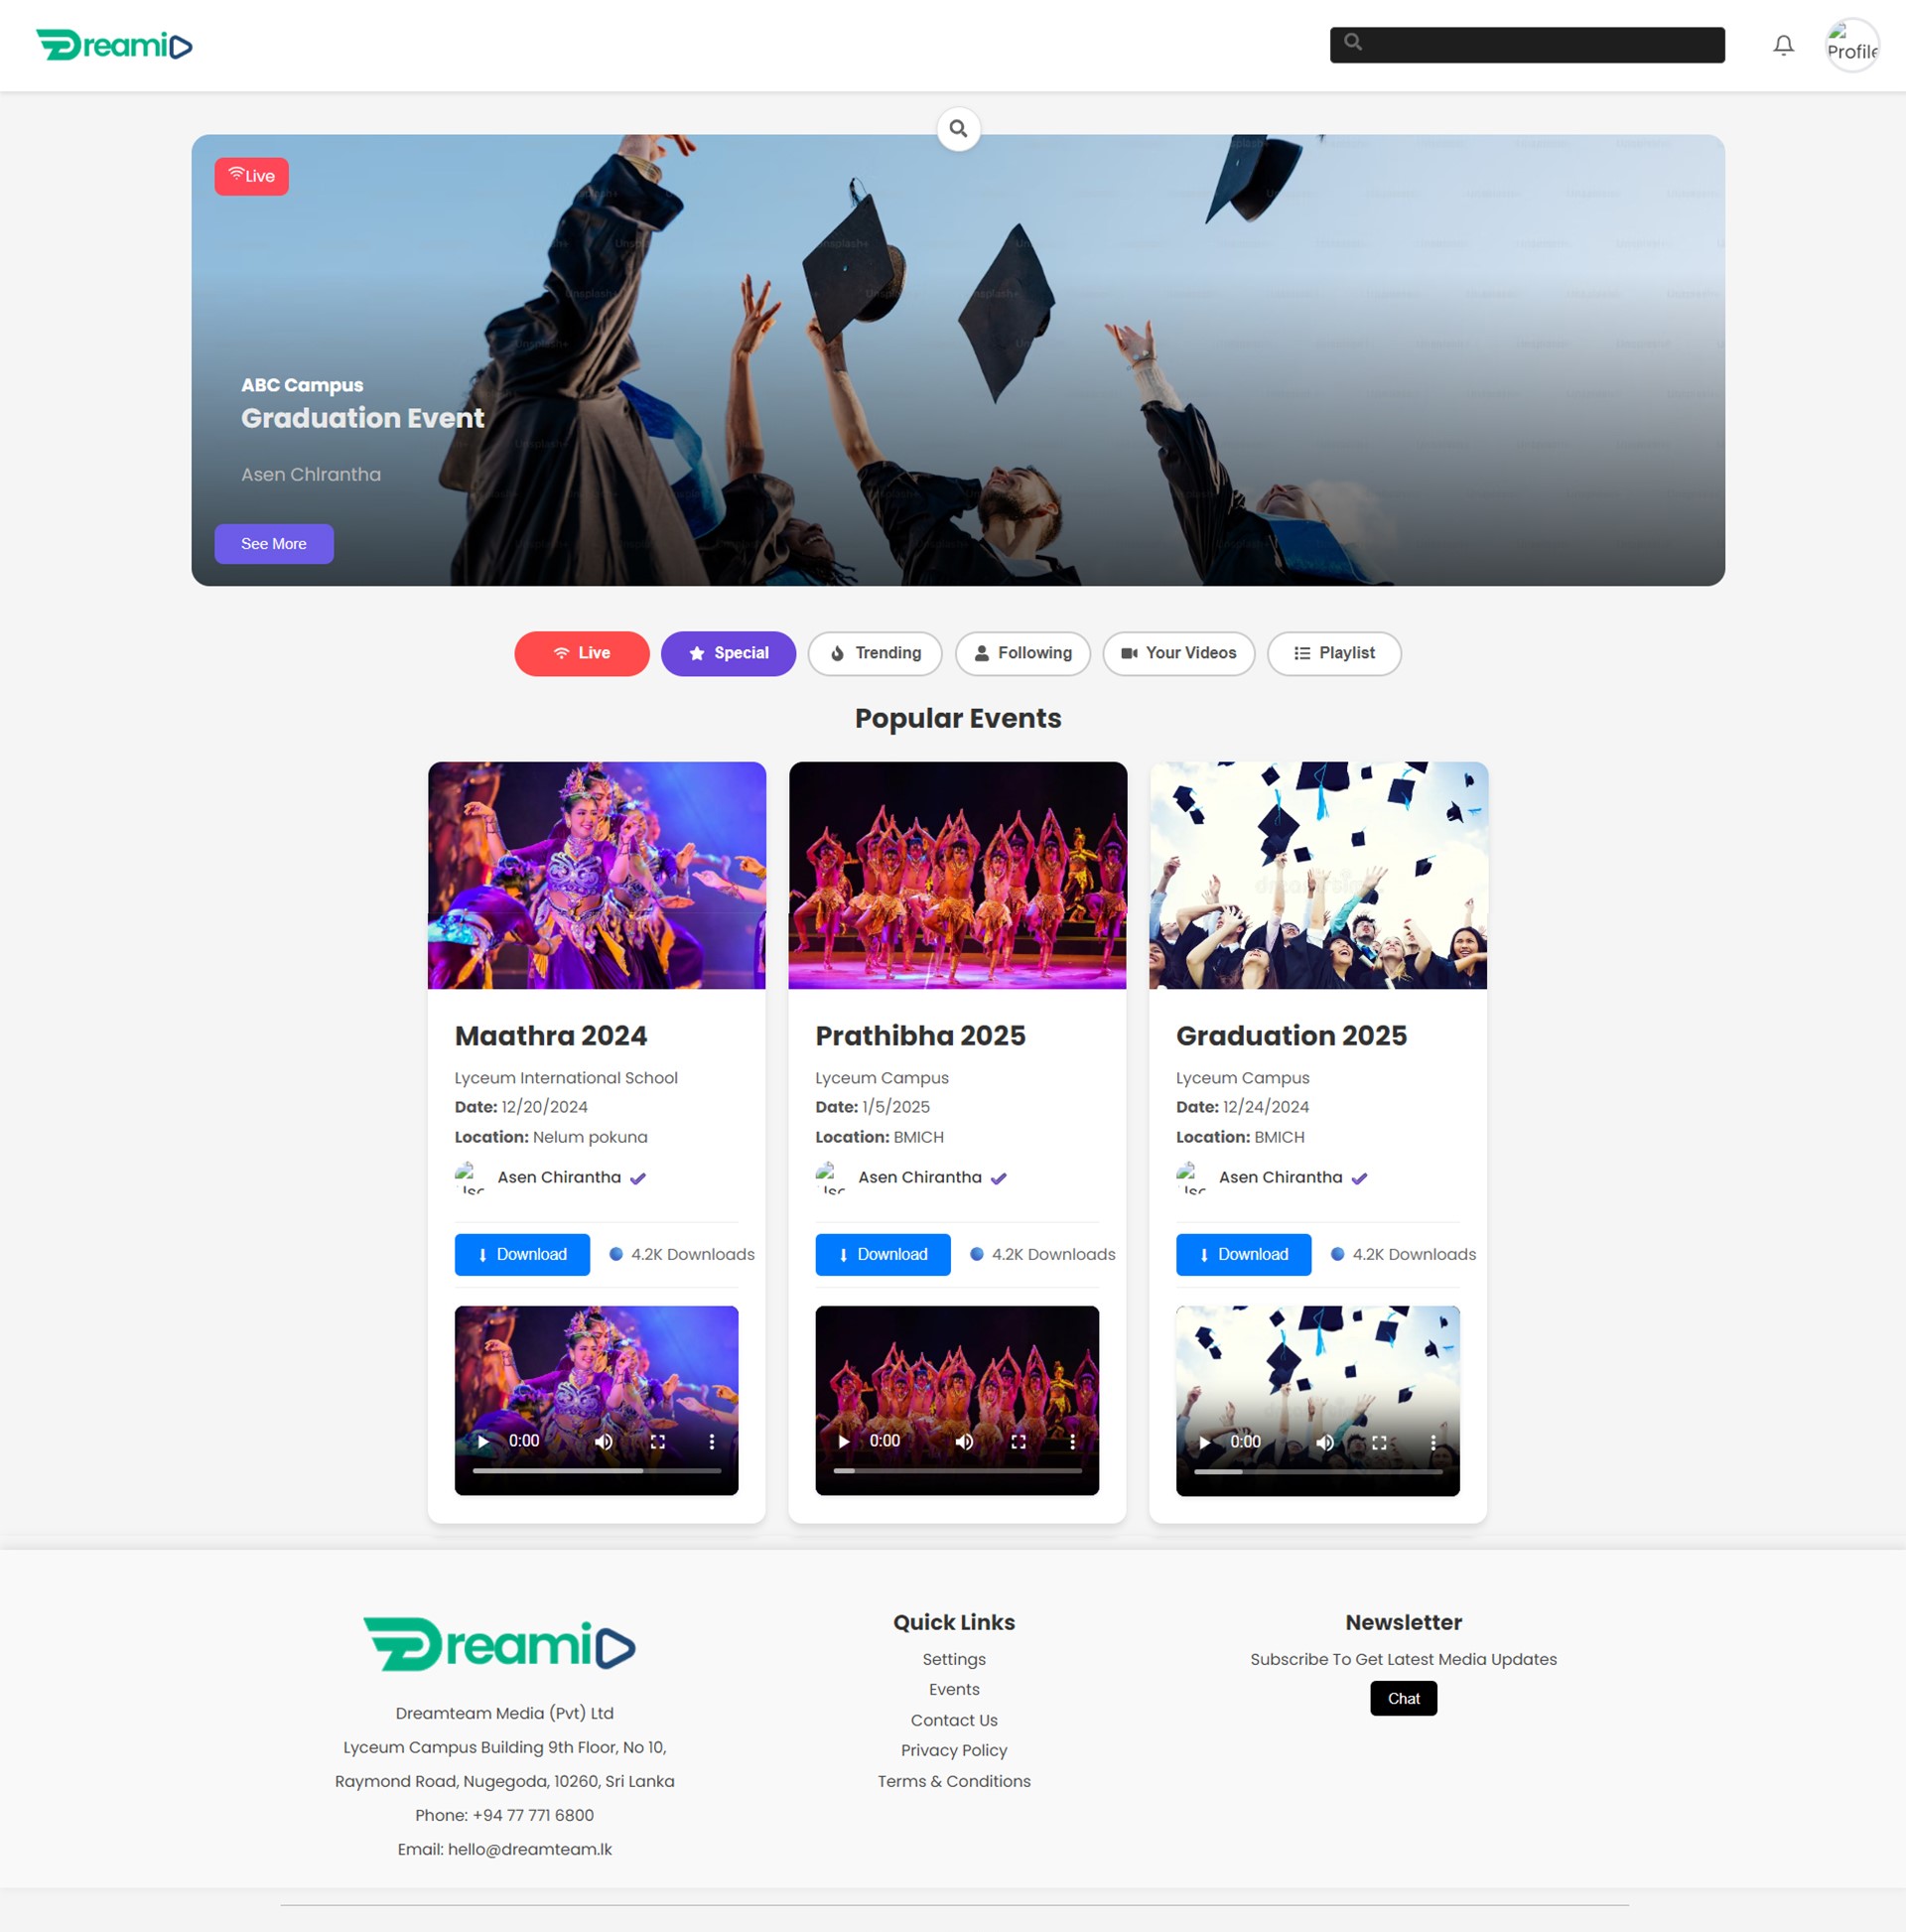 Dreami
Profile
Live
ABC Campus
Graduation Event
Asen Chlrantha
See More
Live
Special
Trending
Following
Your Videos
Playlist
Popular Events
Maathra 2024
Lyceum International School
Date: 12/20/2024
Location: Nelum pokuna
Asen Chirantha
Download
4.2K Downloads
0:00
Prathibha 2025
Lyceum Campus
Date: 1/5/2025
Location: BMICH
Asen Chirantha
Download
4.2K Downloads
0:00
Graduation 2025
Lyceum Campus
Date: 12/24/2024
Location: BMICH
Asen Chirantha
Download
4.2K Downloads
0:00
Dreami
Dreamteam Media (Pvt) Ltd
Lyceum Campus Building 9th Floor, No 10,
Raymond Road, Nugegoda, 10260, Sri Lanka
Phone: +94 77 771 6800
Email: hello@dreamteam.lk
Quick Links
Settings
Events
Contact Us
Privacy Policy
Terms & Conditions
Newsletter
Subscribe To Get Latest Media Updates
Chat